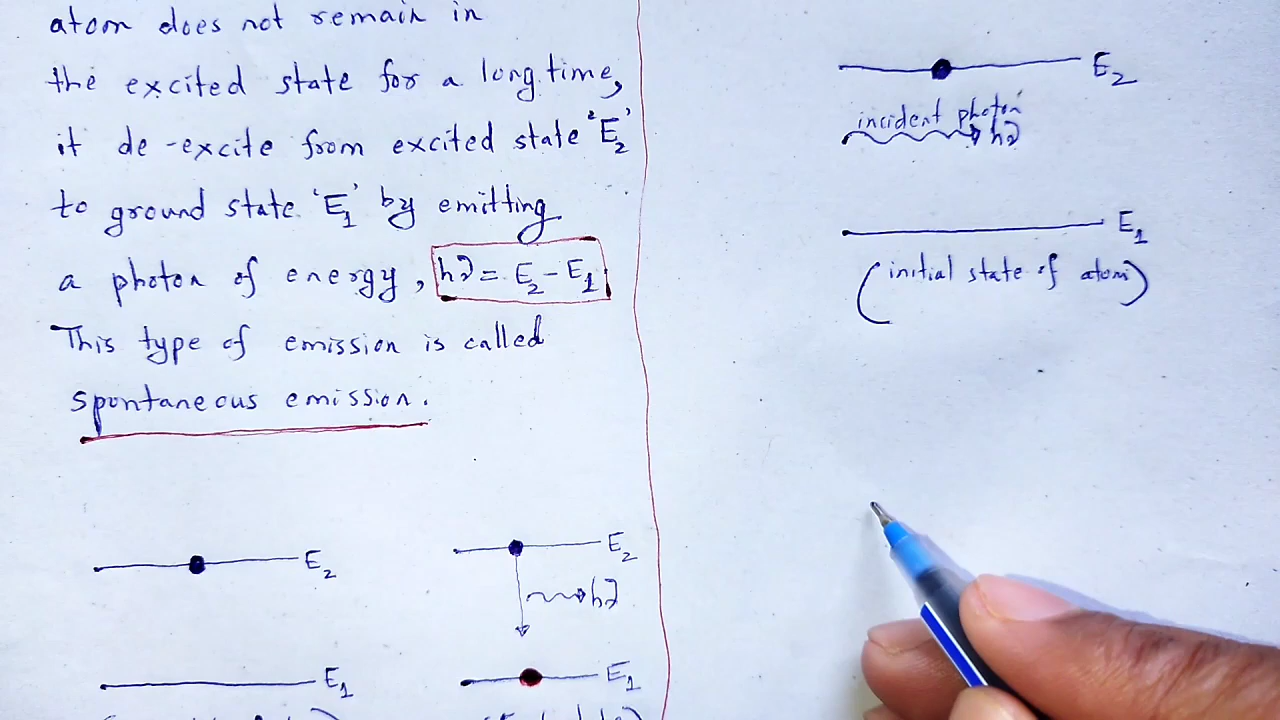 atom does not remain in
the excited state for a long time,
it de-excite from excited state 'E₂'
to ground state 'E₁' by emitting
a photon of energy, hν = E₂ - E₁
This type of emission is called
spontaneous emission.
E₂
E₂
hν
E₁
E₁
E₂
incident photon
hν
E₁
(initial state of atom)